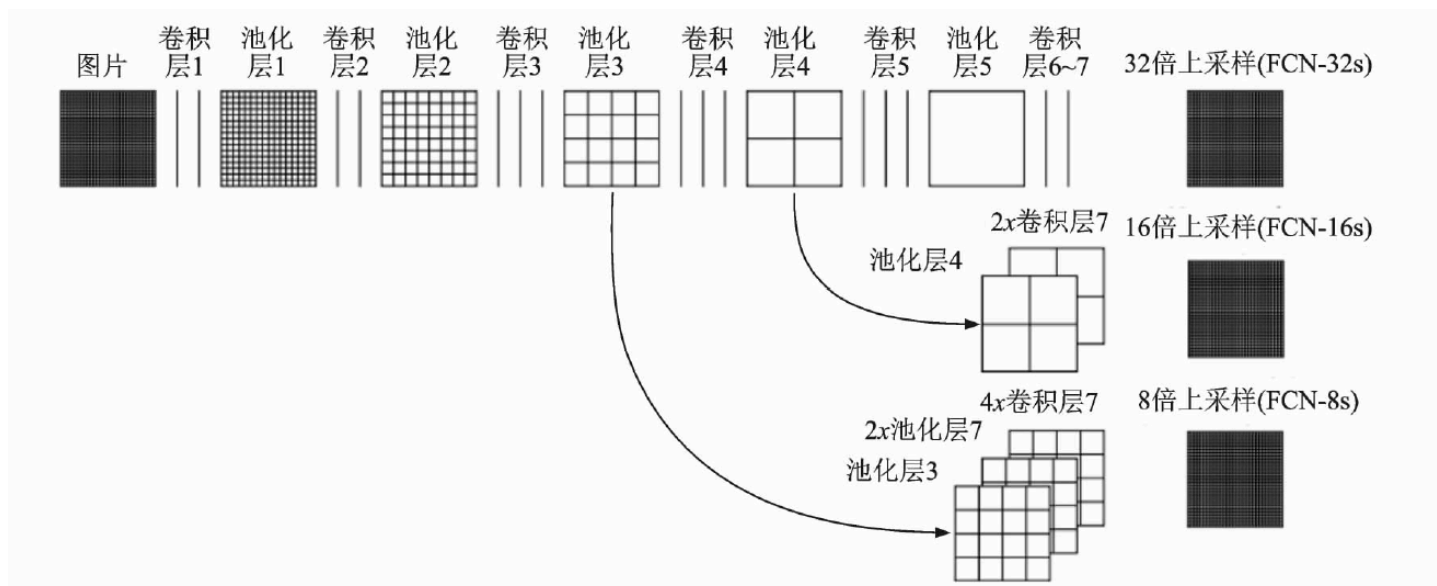 图片
卷积
层1
池化
层1
卷积
层2
池化
层2
卷积
层3
池化
层3
卷积
层4
池化
层4
卷积
层5
池化
层5
卷积
层6~7
32倍上采样(FCN-32s)
2x卷积层7
16倍上采样(FCN-16s)
池化层4
4x卷积层7
8倍上采样(FCN-8s)
2x池化层7
池化层3